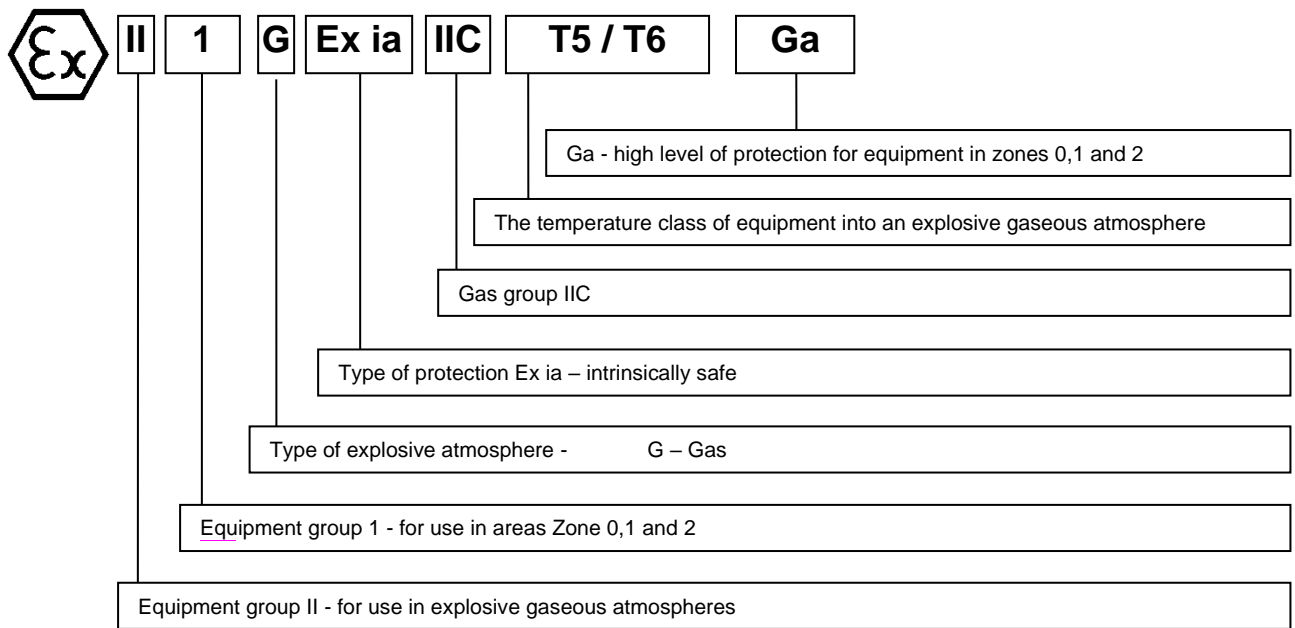 Ex II 1 G Ex ia IIC T5 / T6 Ga
Ga - high level of protection for equipment in zones 0,1 and 2
The temperature class of equipment into an explosive gaseous atmosphere
Gas group IIC
Type of protection Ex ia – intrinsically safe
Type of explosive atmosphere - G – Gas
Equipment group 1 - for use in areas Zone 0,1 and 2
Equipment group II - for use in explosive gaseous atmospheres